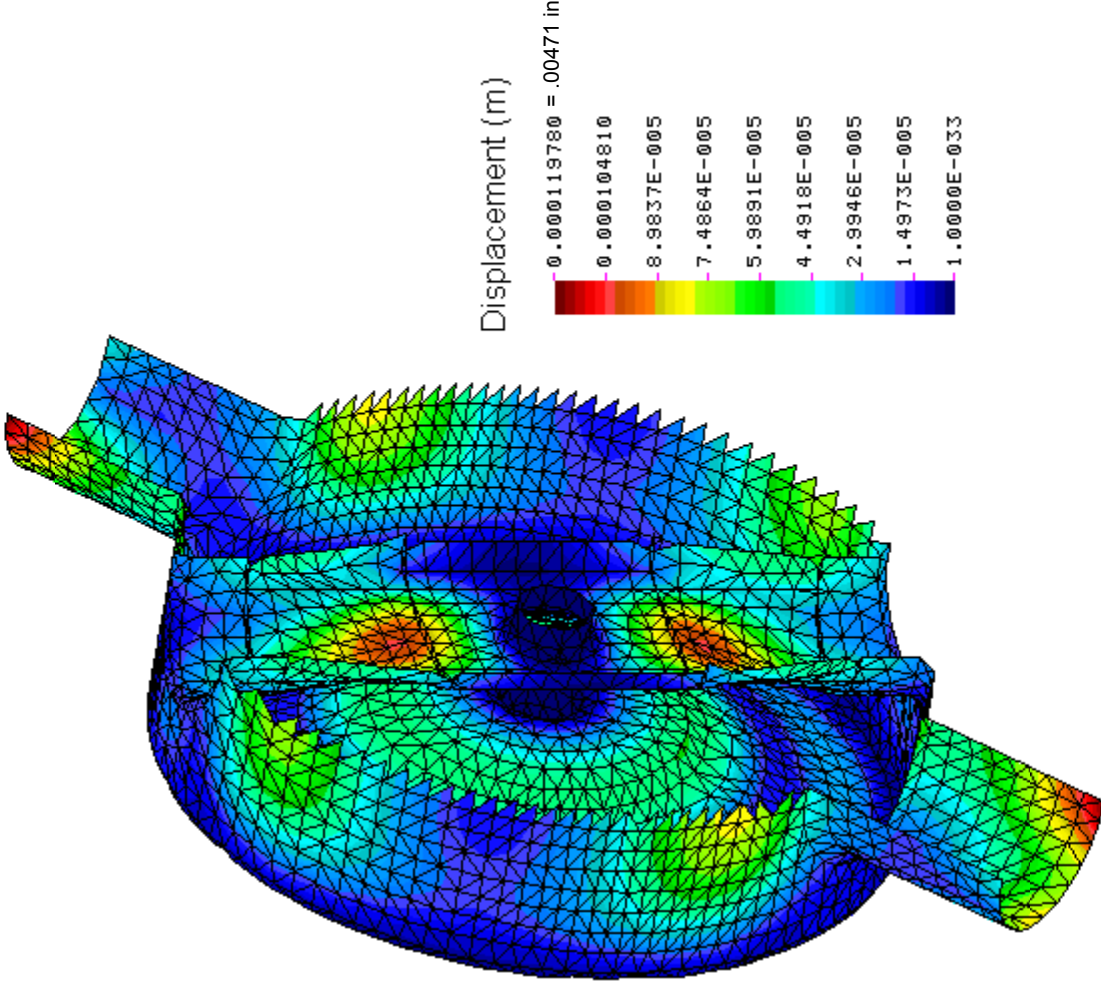 Displacement (m)
0.000119780 = .00471 in
0.000104810
8.9837E-005
7.4864E-005
5.9891E-005
4.4918E-005
2.9946E-005
1.4973E-005
1.0000E-033